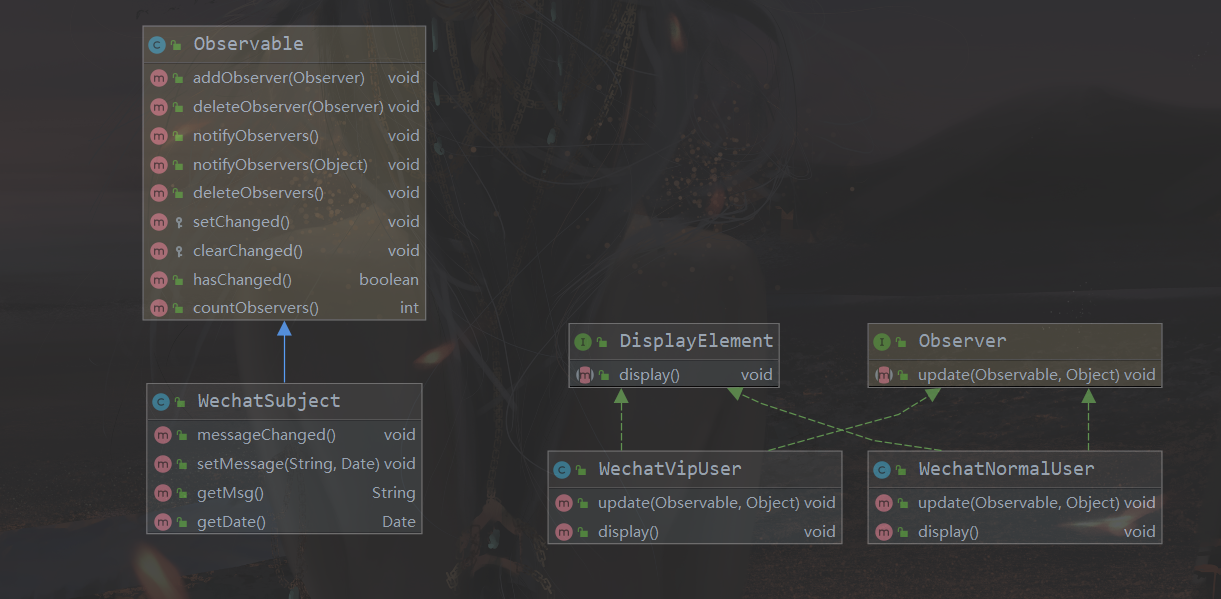 Observable
addObserver(Observer) void
deleteObserver(Observer) void
notifyObservers() void
notifyObservers(Object) void
deleteObservers() void
setChanged() void
clearChanged() void
hasChanged() boolean
countObservers() int
WechatSubject
messageChanged() void
setMessage(String, Date) void
getMsg() String
getDate() Date
DisplayElement
display() void
Observer
update(Observable, Object) void
WechatVipUser
update(Observable, Object) void
display() void
WechatNormalUser
update(Observable, Object) void
display() void